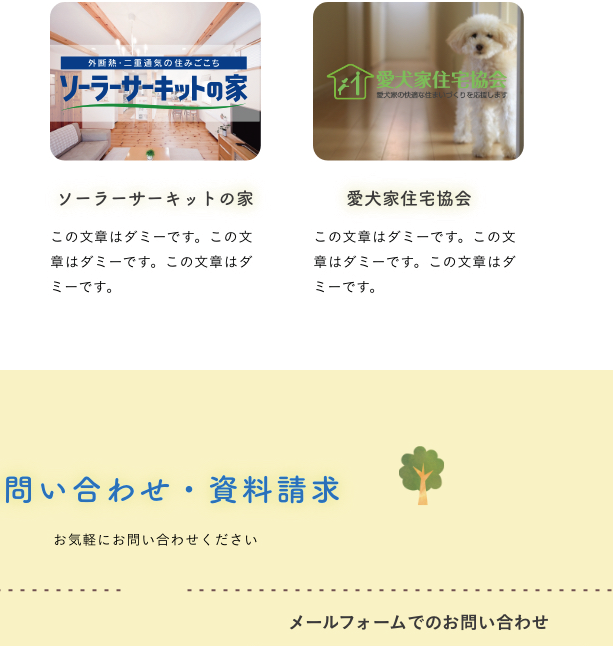 外断熱・二重通気の住みごこち
ソーラーサーキットの家
愛犬家住宅協会
愛犬家の快適な住まいづくりを応援します
ソーラーサーキットの家
愛犬家住宅協会
この文章はダミーです。この文
章はダミーです。この文章はダ
ミーです。
この文章はダミーです。この文
章はダミーです。この文章はダ
ミーです。
問い合わせ・資料請求
お気軽にお問い合わせください
メールフォームでのお問い合わせ